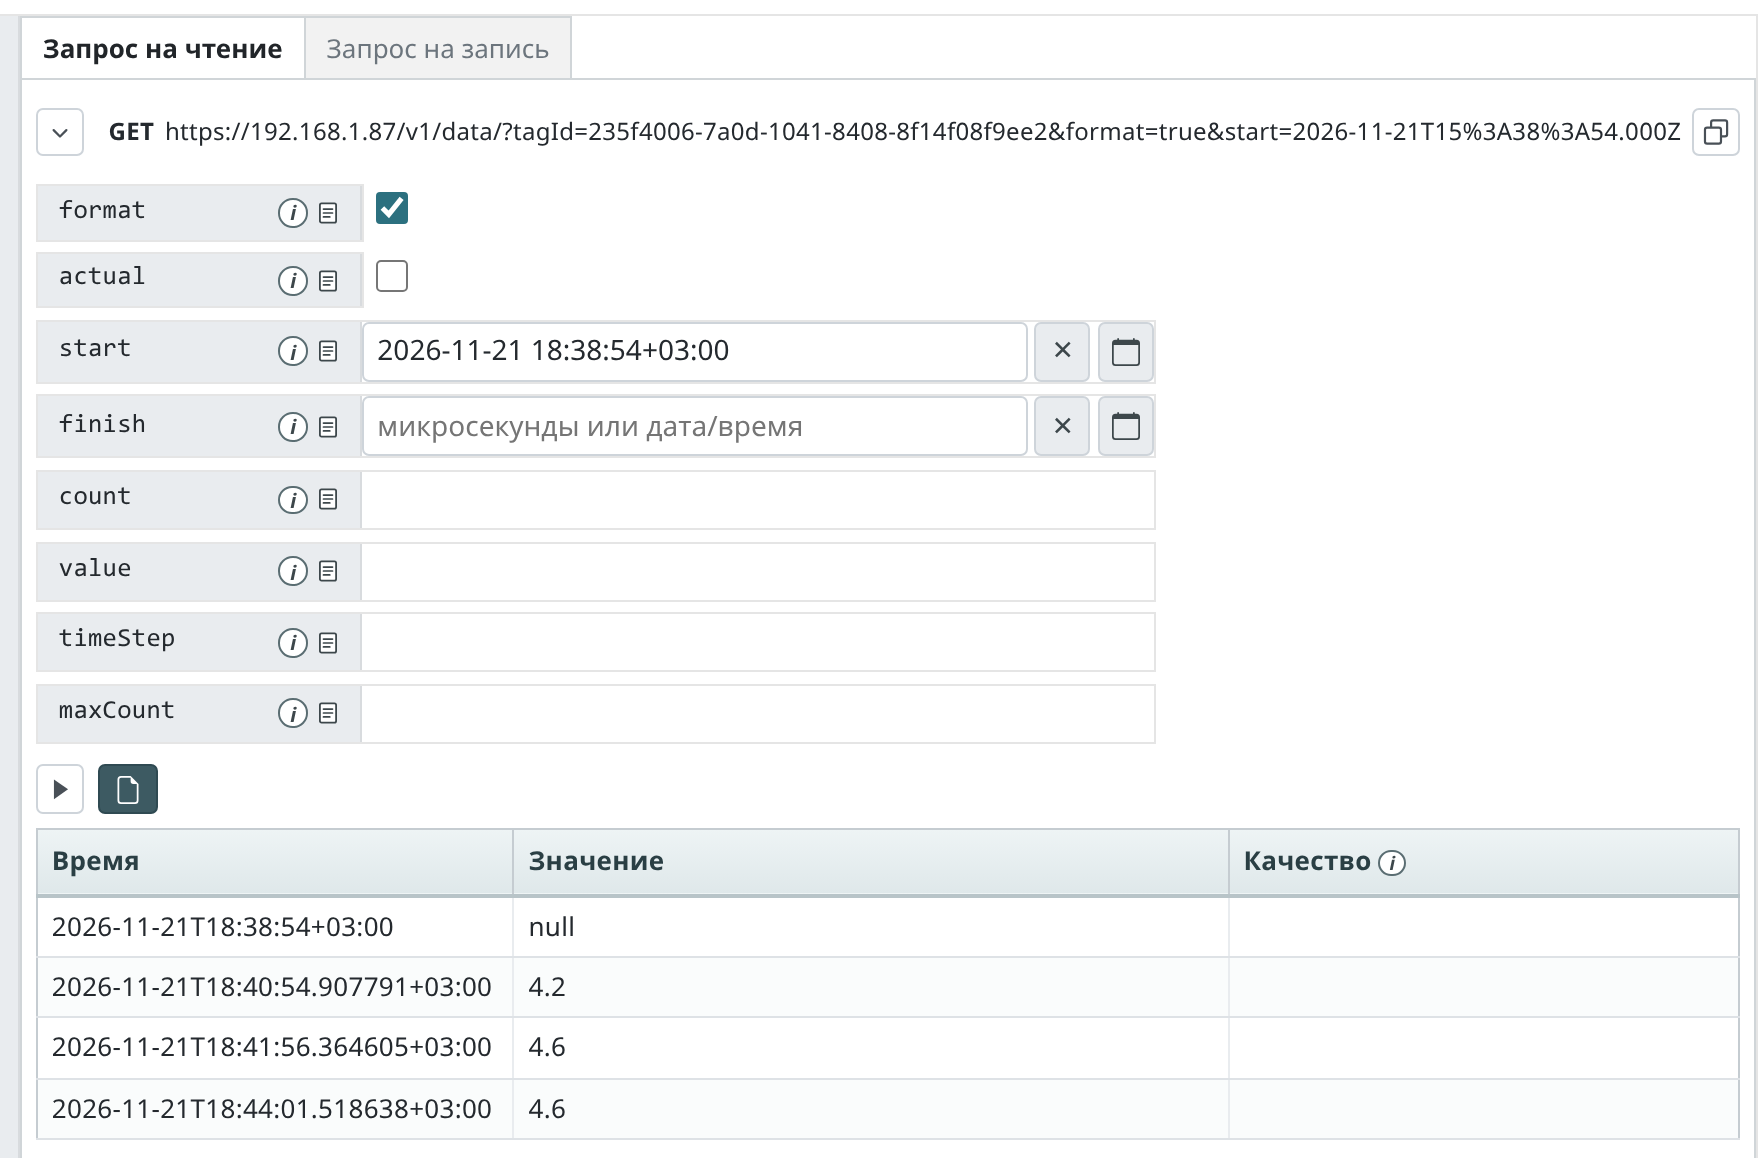 Запрос на чтение Запрос на запись
GET https://192.168.1.87/v1/data/?tagId=235f4006-7a0d-1041-8408-8f14f08f9ee2&format=true&start=2026-11-21T15%3A38%3A54.000Z
format
actual
start 2026-11-21 18:38:54+03:00
finish микросекунды или дата/время
count
value
timeStep
maxCount
Время Значение Качество
2026-11-21T18:38:54+03:00 null
2026-11-21T18:40:54.907791+03:00 4.2
2026-11-21T18:41:56.364605+03:00 4.6
2026-11-21T18:44:01.518638+03:00 4.6